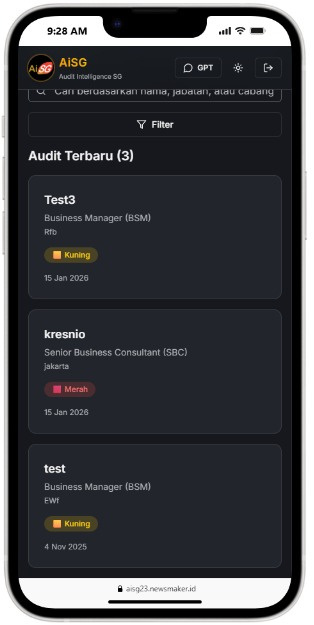 9:28 AM
AiSG
AiSG
Audit Intelligence SG
GPT
Cari berdasarkan nama, jabatan, atau cabang
Filter
Audit Terbaru (3)
Test3
Business Manager (BSM)
Rfb
Kuning
15 Jan 2026
kresnio
Senior Business Consultant (SBC)
jakarta
Merah
15 Jan 2026
test
Business Manager (BSM)
EWf
Kuning
4 Nov 2025
aisg23.newsmaker.id